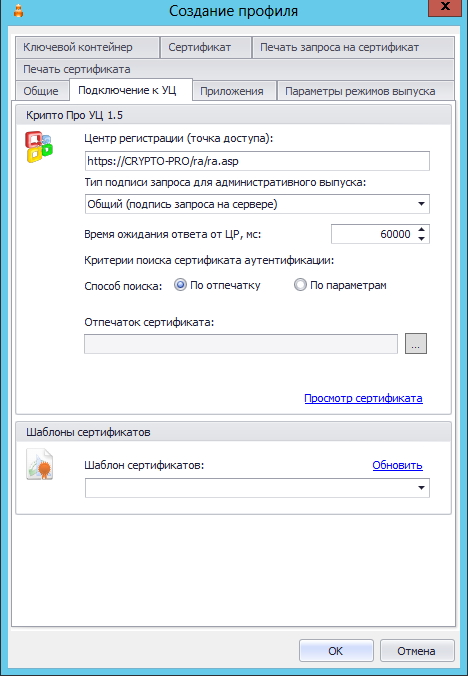 Создание профиля
x
Ключевой контейнер Сертификат Печать запроса на сертификат
Печать сертификата
Общие Подключение к УЦ Приложения Параметры режимов выпуска
Крипто Про УЦ 1.5
Центр регистрации (точка доступа):
https://CRYPTO-PRO/ra/ra.asp
Тип подписи запроса для административного выпуска:
Общий (подпись запроса на сервере)
Время ожидания ответа от ЦР, мс: 60000
Критерии поиска сертификата аутентификации:
Способ поиска: По отпечатку По параметрам
Отпечаток сертификата:
...
Просмотр сертификата
Шаблоны сертификатов
Шаблон сертификатов: Обновить
OK Отмена